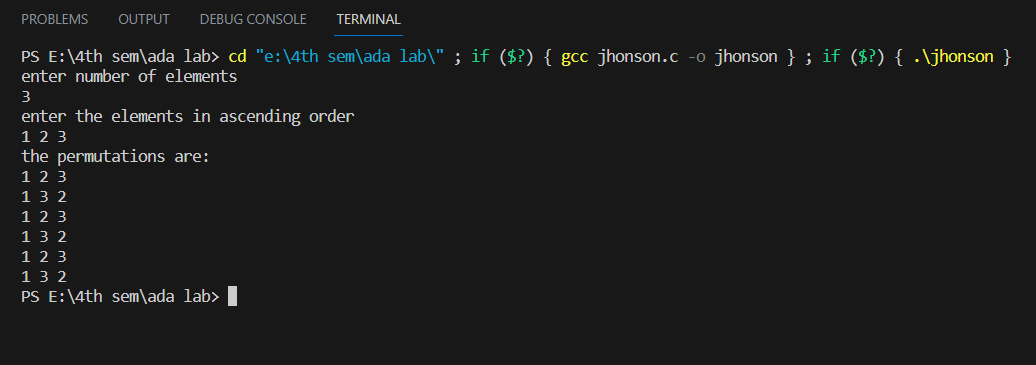 PROBLEMS OUTPUT DEBUG CONSOLE TERMINAL
PS E:\4th sem\ada lab> cd "e:\4th sem\ada lab\" ; if ($?) { gcc jhonson.c -o jhonson } ; if ($?) { .\jhonson }
enter number of elements
3
enter the elements in ascending order
1 2 3
the permutations are:
1 2 3
1 3 2
1 2 3
1 3 2
1 2 3
1 3 2
PS E:\4th sem\ada lab>